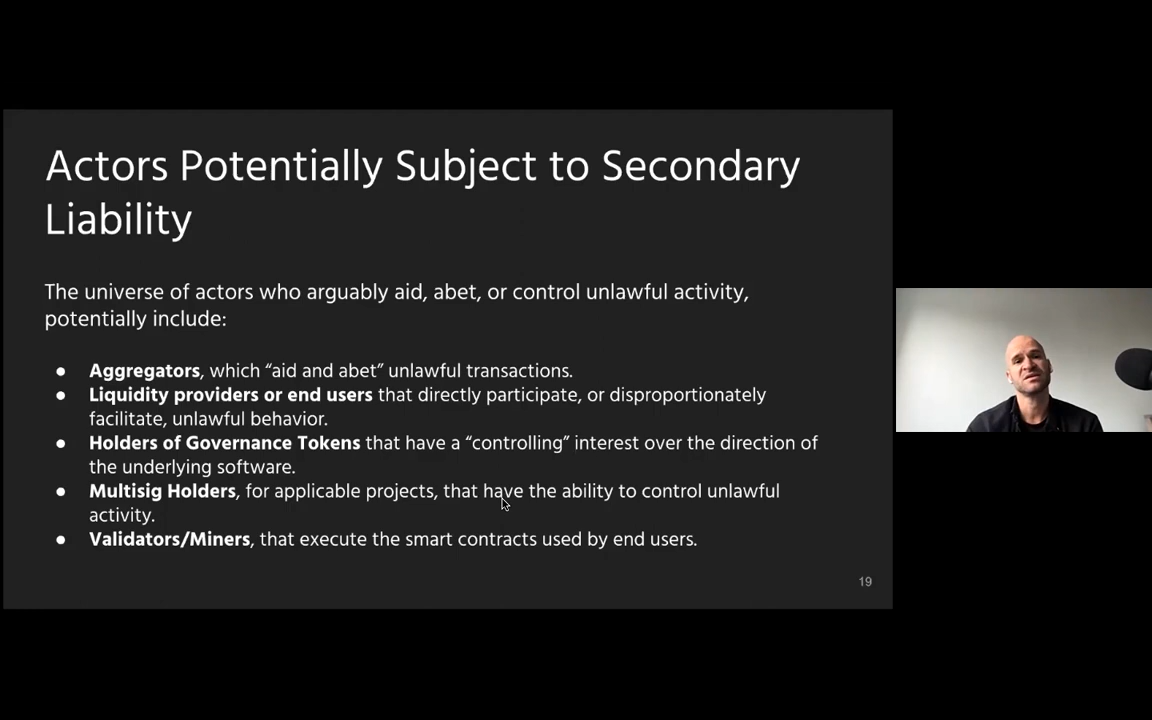 Actors Potentially Subject to Secondary
Liability
The universe of actors who arguably aid, abet, or control unlawful activity,
potentially include:
● Aggregators, which “aid and abet” unlawful transactions.
● Liquidity providers or end users that directly participate, or disproportionately
facilitate, unlawful behavior.
● Holders of Governance Tokens that have a “controlling” interest over the direction of
the underlying software.
● Multisig Holders, for applicable projects, that have the ability to control unlawful
activity.
● Validators/Miners, that execute the smart contracts used by end users.
19